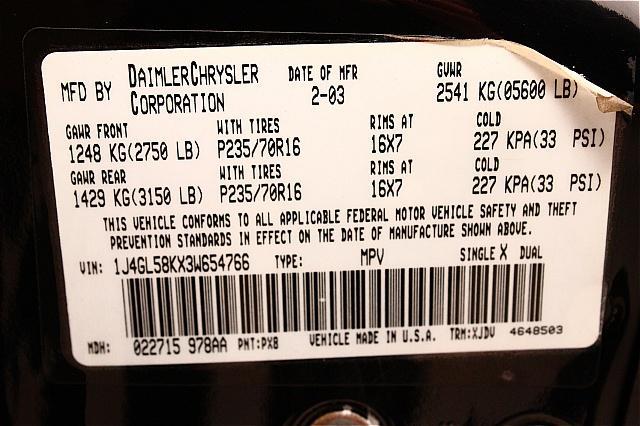 MFD BY DAIMLERCHRYSLER CORPORATION DATE OF MFR 2-03 GVWR 2541 KG(05600 LB)
GAWR FRONT WITH TIRES RIMS AT COLD
1248 KG(2750 LB) P235/70R16 16X7 227 KPA(33 PSI)
GAWR REAR WITH TIRES RIMS AT COLD
1429 KG(3150 LB) P235/70R16 16X7 227 KPA(33 PSI)
THIS VEHICLE CONFORMS TO ALL APPLICABLE FEDERAL MOTOR VEHICLE SAFETY AND THEFT
PREVENTION STANDARDS IN EFFECT ON THE DATE OF MANUFACTURE SHOWN ABOVE.
VIN: 1J4GL58KX3W654766 TYPE: MPV SINGLE X DUAL
MDH: 022715 978AA PNT:PXB VEHICLE MADE IN U.S.A. TRM:XJDV 4648503